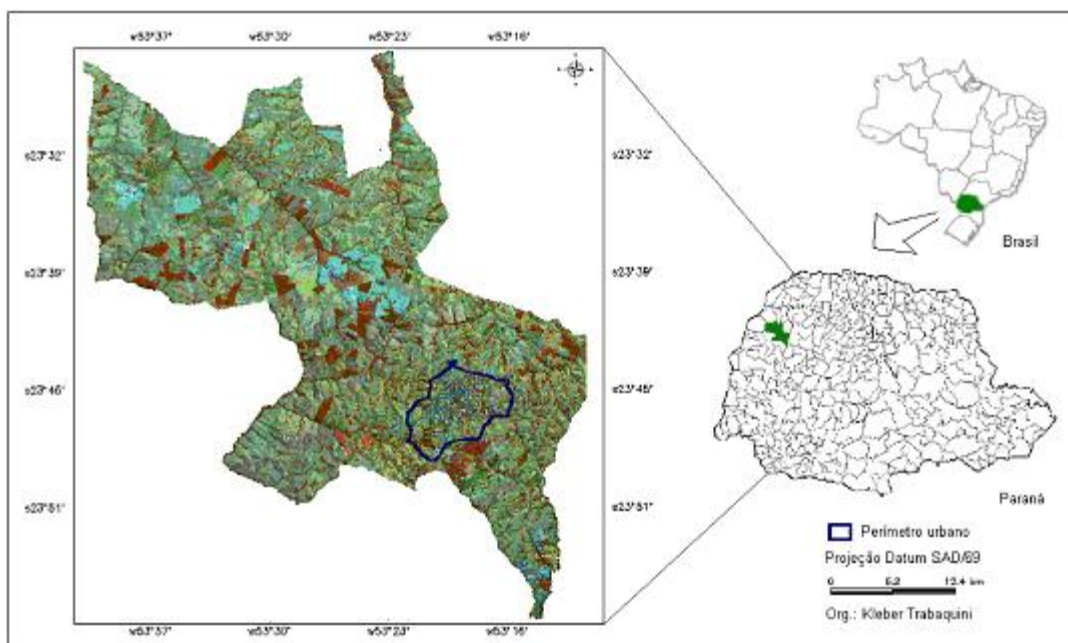 w53°37' w53°30' w53°23' w53°16'
s23°32' s23°32'
Brasil
s23°39' s23°39'
s23°46' s23°45'
s23°51' s23°51'
Paraná
Perímetro urbano
Projeção Datum SAD/69
0 6.2 12.4 km
Org.: Kleber Trabaquini
w53°37' w53°30' w53°23' w53°16'